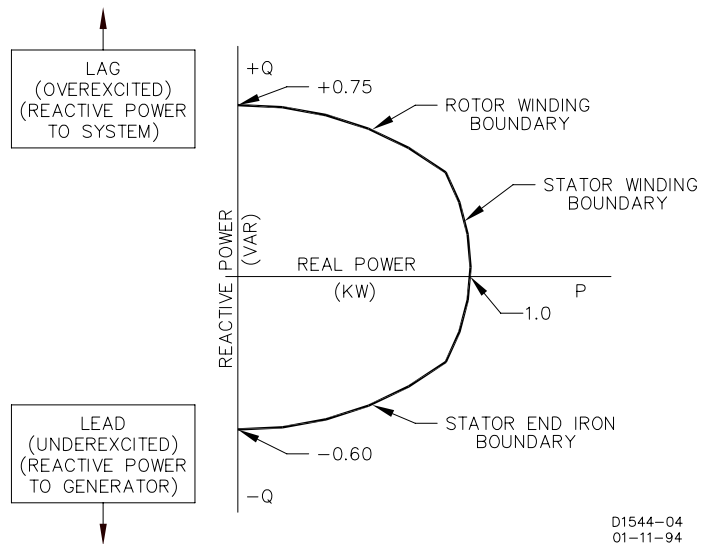 LAG
(OVEREXCITED)
(REACTIVE POWER
TO SYSTEM)
+Q
+0.75
ROTOR WINDING
BOUNDARY
STATOR WINDING
BOUNDARY
REACTIVE POWER
(VAR)
REAL POWER
(KW)
P
1.0
LEAD
(UNDEREXCITED)
(REACTIVE POWER
TO GENERATOR)
STATOR END IRON
BOUNDARY
−0.60
−Q
D1544−04
01−11−94